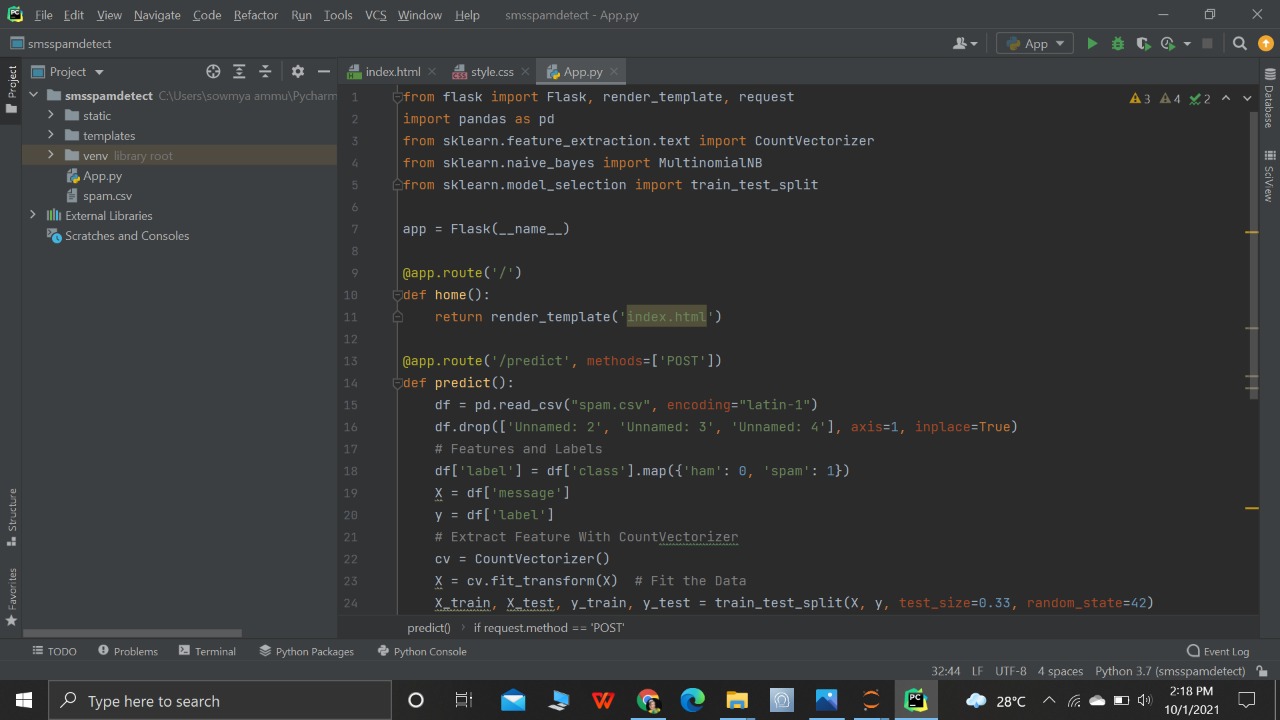 File Edit View Navigate Code Refactor Run Tools VCS Window Help smsspamdetect - App.py
smsspamdetect
App
Project
index.html
style.css
App.py
Project
smsspamdetect C:\Users\sowmya ammu\Pycharm
static
templates
venv library root
App.py
spam.csv
External Libraries
Scratches and Consoles
Structure
Favorites
1 from flask import Flask, render_template, request
2 import pandas as pd
3 from sklearn.feature_extraction.text import CountVectorizer
4 from sklearn.naive_bayes import MultinomialNB
5 from sklearn.model_selection import train_test_split
6
7 app = Flask(__name__)
8
9 @app.route('/')
10 def home():
11 return render_template('index.html')
12
13 @app.route('/predict', methods=['POST'])
14 def predict():
15 df = pd.read_csv("spam.csv", encoding="latin-1")
16 df.drop(['Unnamed: 2', 'Unnamed: 3', 'Unnamed: 4'], axis=1, inplace=True)
17 # Features and Labels
18 df['label'] = df['class'].map({'ham': 0, 'spam': 1})
19 X = df['message']
20 y = df['label']
21 # Extract Feature With CountVectorizer
22 cv = CountVectorizer()
23 X = cv.fit_transform(X) # Fit the Data
24 X_train, X_test, y_train, y_test = train_test_split(X, y, test_size=0.33, random_state=42)
3 4 2
Database
SciView
predict() if request.method == 'POST'
TODO Problems Terminal Python Packages Python Console Event Log
32:44 LF UTF-8 4 spaces Python 3.7 (smsspamdetect)
Type here to search
28°C
2:18 PM
10/1/2021